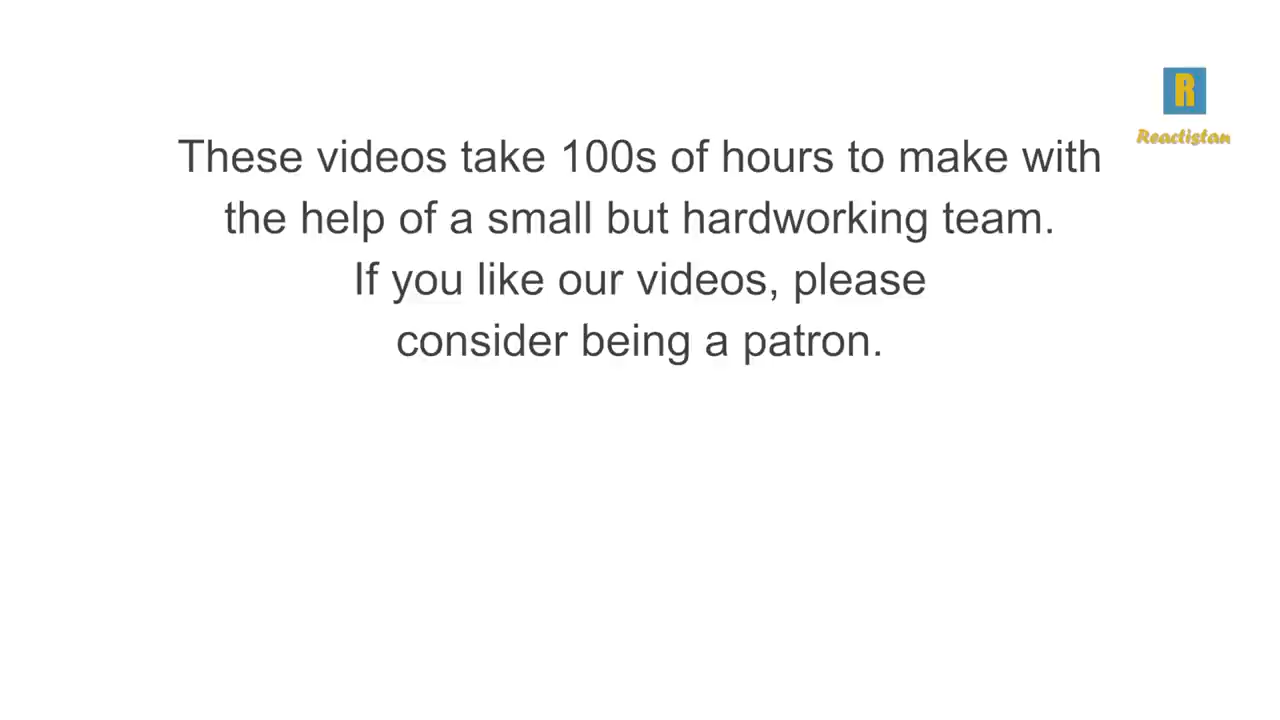 R
Reactistan
These videos take 100s of hours to make with
the help of a small but hardworking team.
If you like our videos, please
consider being a patron.